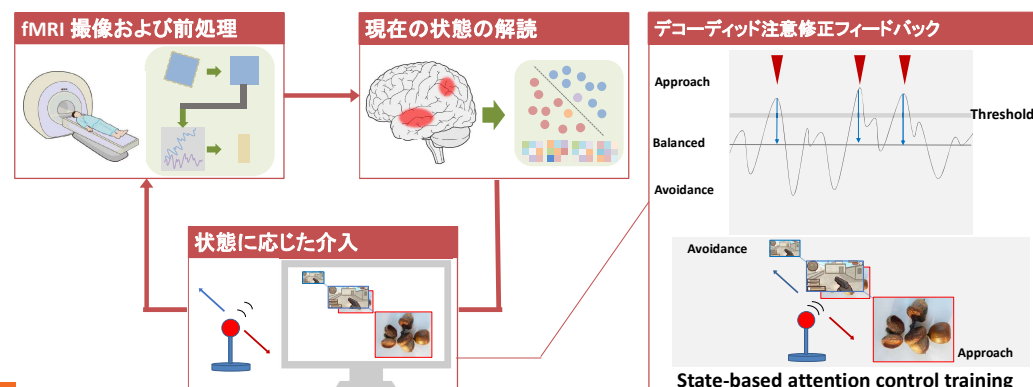 fMRI 撮像および前処理
現在の状態の解読
デコーディッド注意修正フィードバック
Approach
Threshold
Balanced
Avoidance
状態に応じた介入
Avoidance
Approach
State-based attention control training